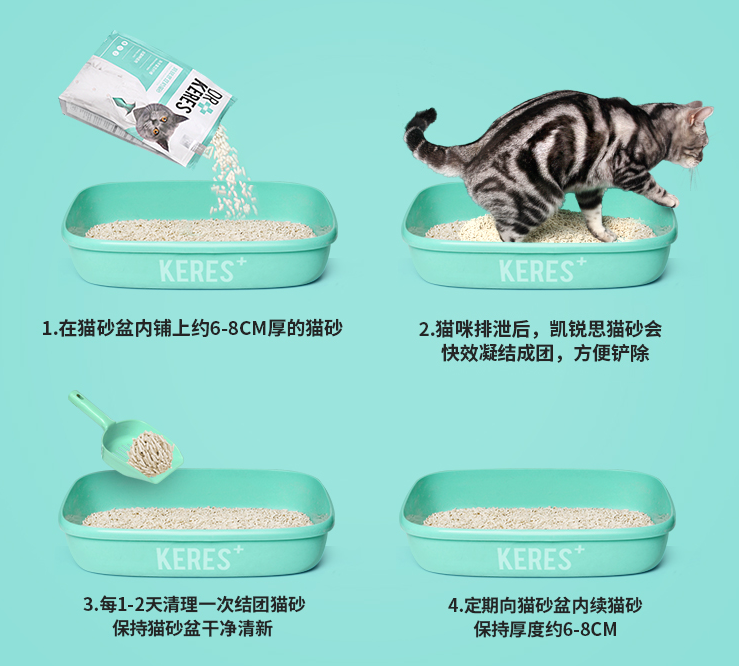 DR
KERES
KERES+
KERES+
1.在猫砂盆内铺上约6-8CM厚的猫砂
2.猫咪排泄后，凯锐思猫砂会
快效凝结成团，方便铲除
KERES+
KERES+
3.每1-2天清理一次结团猫砂
保持猫砂盆干净清新
4.定期向猫砂盆内续猫砂
保持厚度约6-8CM